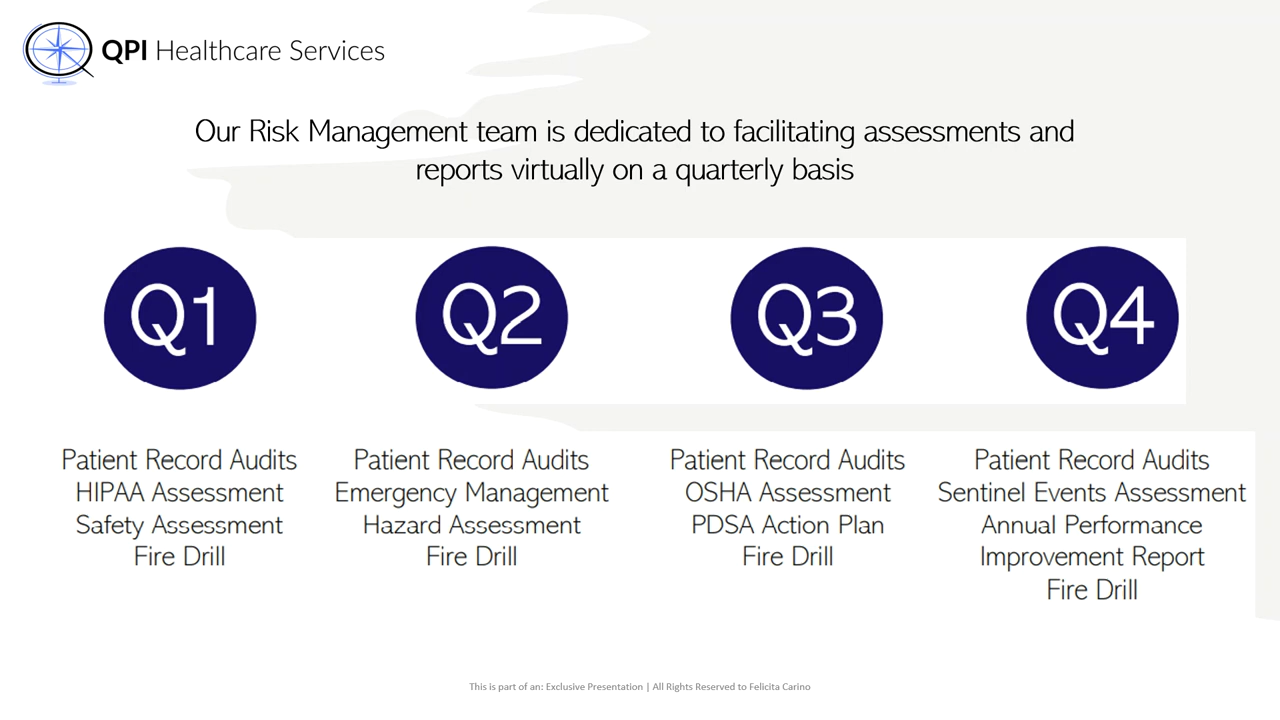 QPI Healthcare Services
Our Risk Management team is dedicated to facilitating assessments and
reports virtually on a quarterly basis
Q1
Patient Record Audits
HIPAA Assessment
Safety Assessment
Fire Drill
Q2
Patient Record Audits
Emergency Management
Hazard Assessment
Fire Drill
Q3
Patient Record Audits
OSHA Assessment
PDSA Action Plan
Fire Drill
Q4
Patient Record Audits
Sentinel Events Assessment
Annual Performance
Improvement Report
Fire Drill
This is part of an: Exclusive Presentation | All Rights Reserved to Felicita Carino